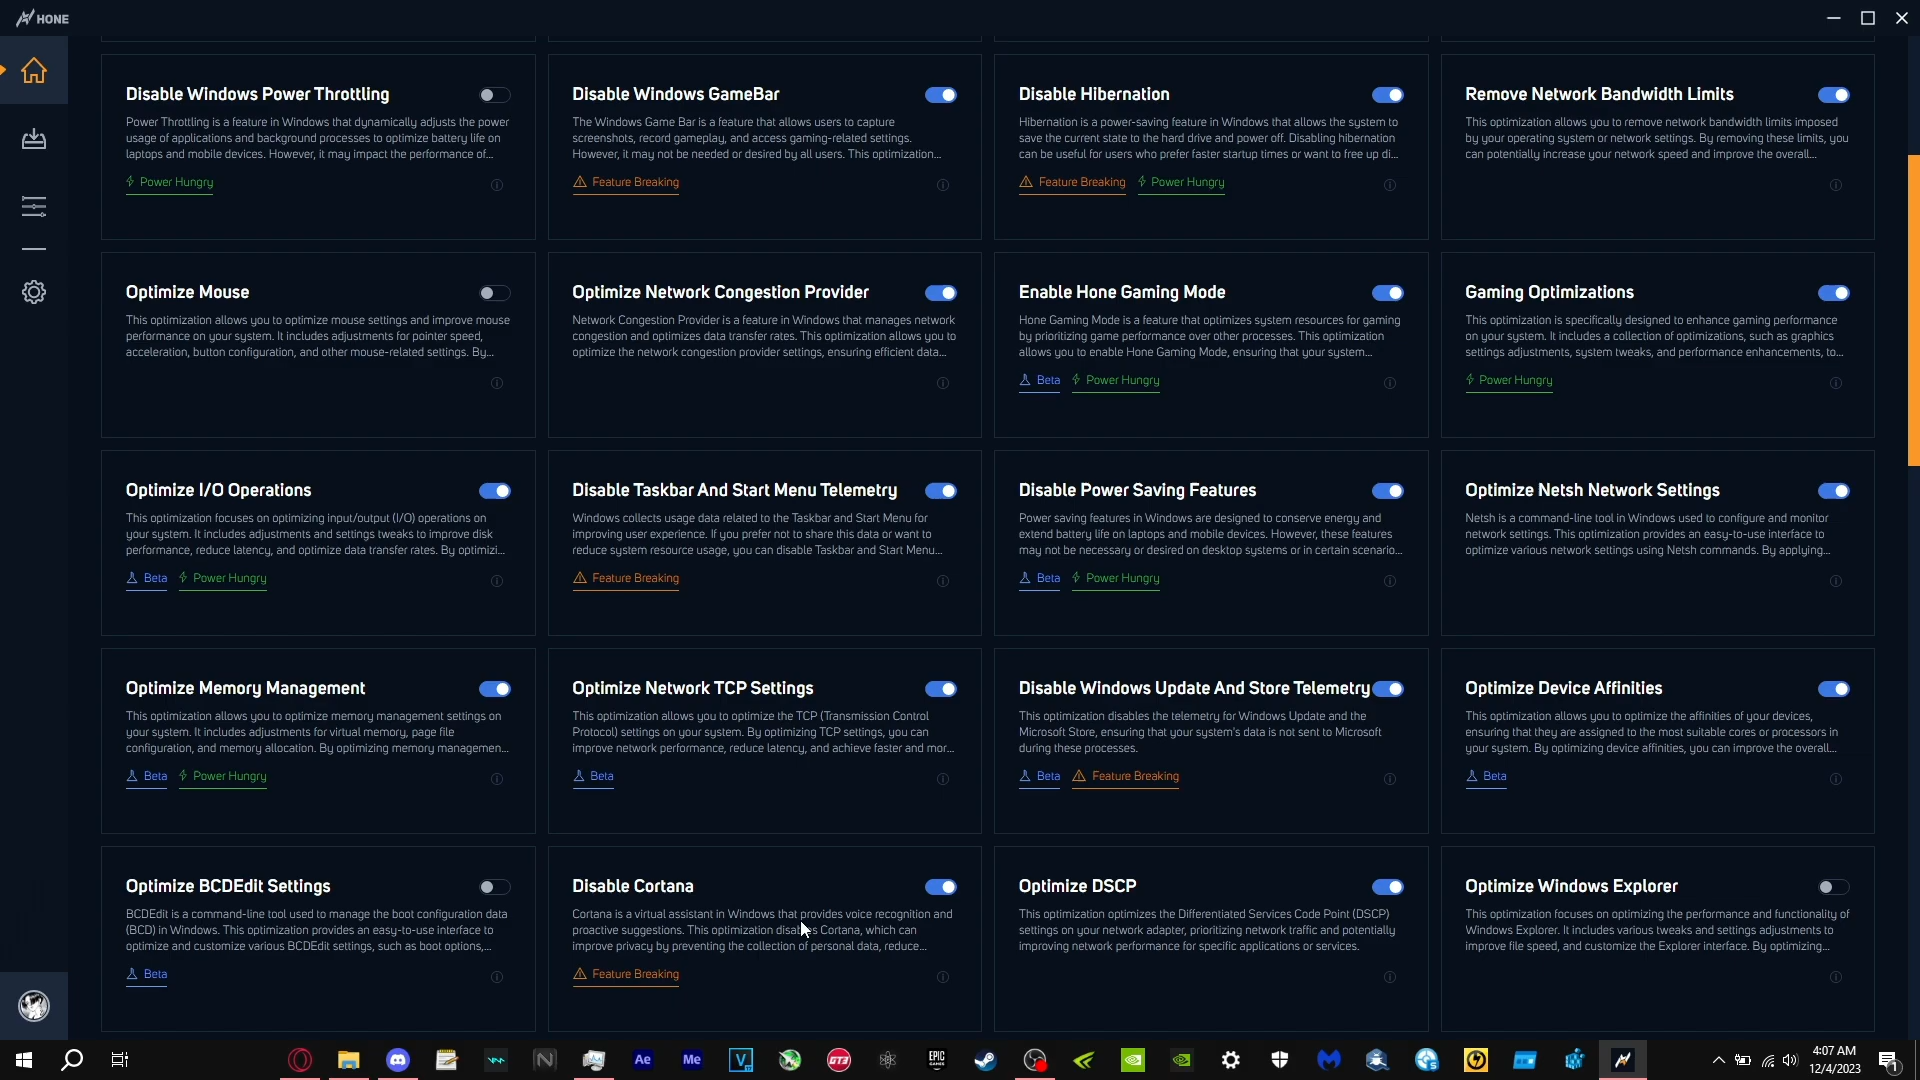 HONE
Disable Windows Power Throttling
Power Throttling is a feature in Windows that dynamically adjusts the power
usage of applications and background processes to optimize battery life on
laptops and mobile devices. However, it may impact the performance of...
Power Hungry
Disable Windows GameBar
The Windows Game Bar is a feature that allows users to capture
screenshots, record gameplay, and access gaming-related settings.
However, it may not be needed or desired by all users. This optimization...
Feature Breaking
Disable Hibernation
Hibernation is a power-saving feature in Windows that allows the system to
save the current state to the hard drive and power off. Disabling hibernation
can be useful for users who prefer faster startup times or want to free up di...
Feature Breaking Power Hungry
Remove Network Bandwidth Limits
This optimization allows you to remove network bandwidth limits imposed
by your operating system or network settings. By removing these limits, you
can potentially increase your network speed and improve the overall...
Optimize Mouse
This optimization allows you to optimize mouse settings and improve mouse
performance on your system. It includes adjustments for pointer speed,
acceleration, button configuration, and other mouse-related settings. By...
Optimize Network Congestion Provider
Network Congestion Provider is a feature in Windows that manages network
congestion and optimizes data transfer rates. This optimization allows you to
optimize the network congestion provider settings, ensuring efficient data...
Enable Hone Gaming Mode
Hone Gaming Mode is a feature that optimizes system resources for gaming
by prioritizing game performance over other processes. This optimization
allows you to enable Hone Gaming Mode, ensuring that your system...
Beta Power Hungry
Gaming Optimizations
This optimization is specifically designed to enhance gaming performance
on your system. It includes a collection of optimizations, such as graphics
settings adjustments, system tweaks, and performance enhancements, to...
Power Hungry
Optimize I/O Operations
This optimization focuses on optimizing input/output (I/O) operations on
your system. It includes adjustments and settings tweaks to improve disk
performance, reduce latency, and optimize data transfer rates. By optimizi...
Beta Power Hungry
Disable Taskbar And Start Menu Telemetry
Windows collects usage data related to the Taskbar and Start Menu for
improving user experience. If you prefer not to share this data or want to
reduce system resource usage, you can disable Taskbar and Start Menu...
Feature Breaking
Disable Power Saving Features
Power saving features in Windows are designed to conserve energy and
extend battery life on laptops and mobile devices. However, these features
may not be necessary or desired on desktop systems or in certain scenario...
Beta Power Hungry
Optimize Netsh Network Settings
Netsh is a command-line tool in Windows used to configure and monitor
network settings. This optimization provides an easy-to-use interface to
optimize various network settings using Netsh commands. By applying...
Optimize Memory Management
This optimization allows you to optimize memory management settings on
your system. It includes adjustments for virtual memory, page file
configuration, and memory allocation. By optimizing memory managemen...
Beta Power Hungry
Optimize Network TCP Settings
This optimization allows you to optimize the TCP (Transmission Control
Protocol) settings on your system. By optimizing TCP settings, you can
improve network performance, reduce latency, and achieve faster and mor...
Beta
Disable Windows Update And Store Telemetry
This optimization disables the telemetry for Windows Update and the
Microsoft Store, ensuring that your system's data is not sent to Microsoft
during these processes.
Beta Feature Breaking
Optimize Device Affinities
This optimization allows you to optimize the affinities of your devices,
ensuring that they are assigned to the most suitable cores or processors in
your system. By optimizing device affinities, you can improve the overall...
Beta
Optimize BCDEdit Settings
BCDEdit is a command-line tool used to manage the boot configuration data
(BCD) in Windows. This optimization provides an easy-to-use interface to
optimize and customize various BCDEdit settings, such as boot options,...
Beta
Disable Cortana
Cortana is a virtual assistant in Windows that provides voice recognition and
proactive suggestions. This optimization disables Cortana, which can
improve privacy by preventing the collection of personal data, reduce...
Feature Breaking
Optimize DSCP
This optimization optimizes the Differentiated Services Code Point (DSCP)
settings on your network adapter, prioritizing network traffic and potentially
improving network performance for specific applications or services.
Optimize Windows Explorer
This optimization focuses on optimizing the performance and functionality of
Windows Explorer. It includes various tweaks and settings adjustments to
improve file speed, and customize the Explorer interface. By optimizing...
Ae
Me
V
GT3
EPIC
GAMES
4:07 AM
12/4/2023
1